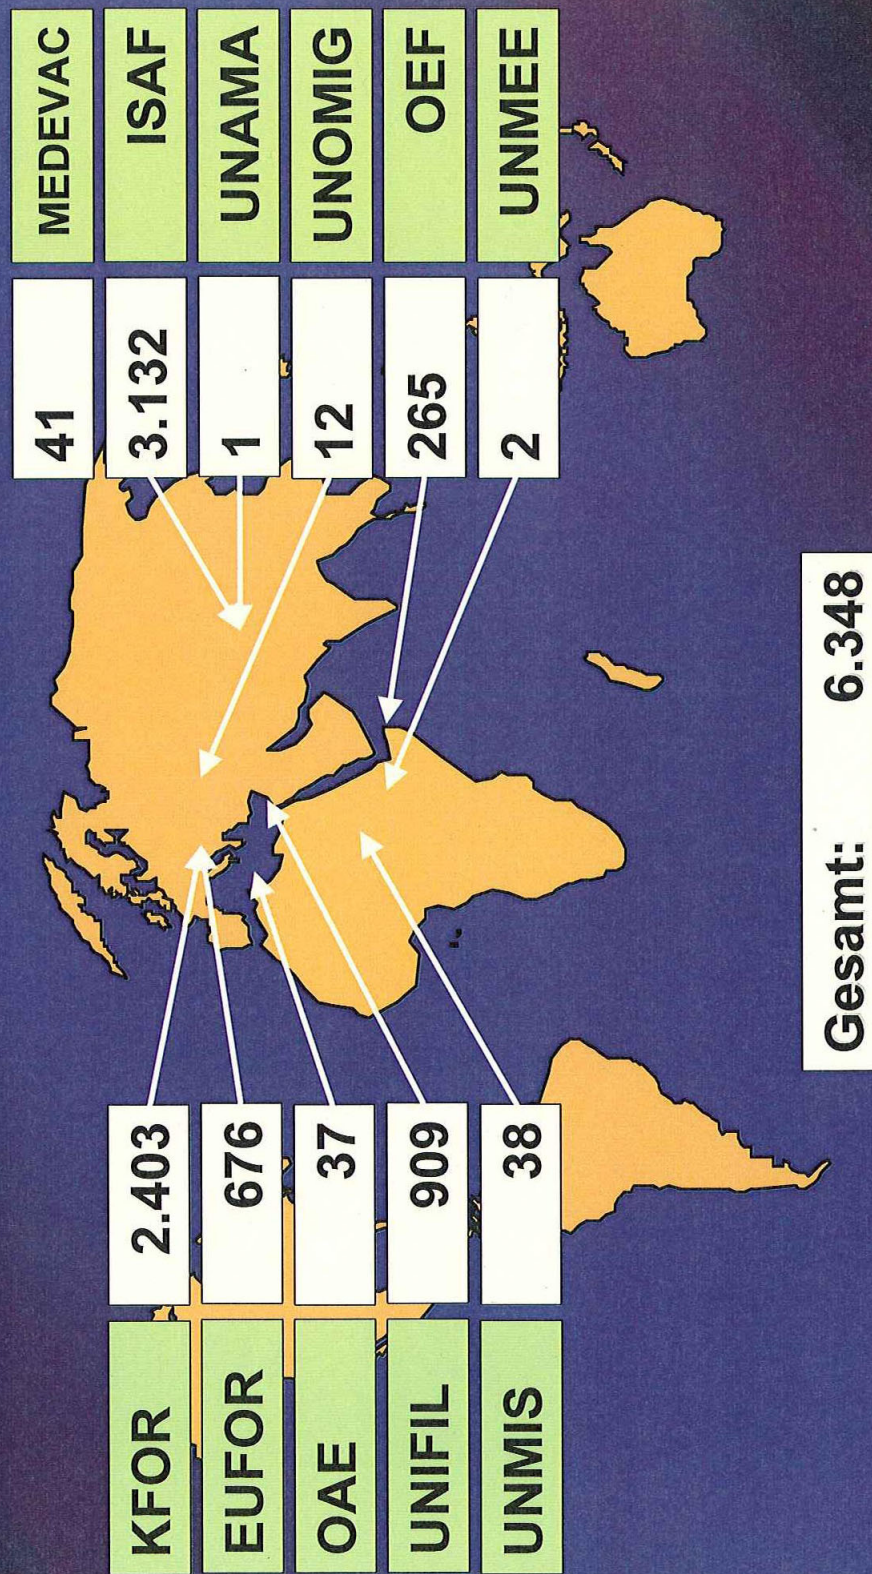 KFOR 2.403
EUFOR 676
OAE 37
UNIFIL 909
UNMIS 38
41 MEDEVAC
3.132 ISAF
1 UNAMA
12 UNOMIG
265 OEF
2 UNMEE
Gesamt: 6.348